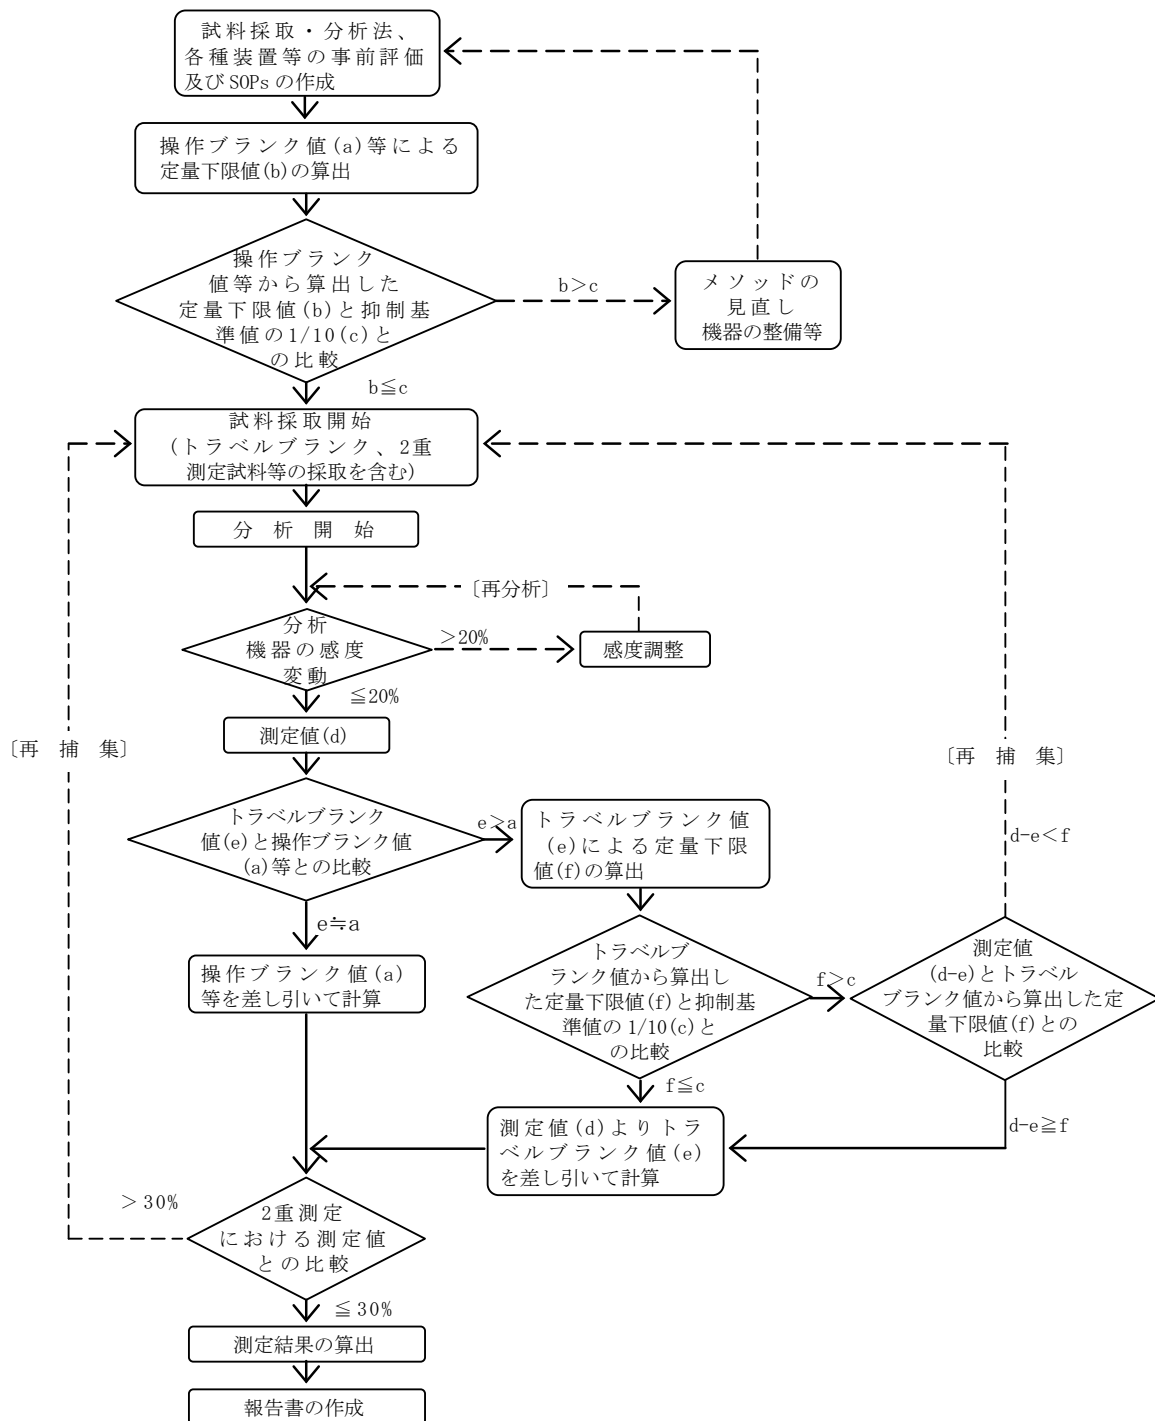 試料採取・分析法、
各種装置等の事前評価
及びSOPsの作成
操作ブランク値(a)等による
定量下限値(b)の算出
操作ブランク
値等から算出した
定量下限値(b)と抑制基
準値の1/10(c)と
の比較
b>c
メソッドの
見直し
機器の整備等
b≦c
試料採取開始
(トラベルブランク、2重
測定試料等の採取を含む)
分 析 開 始
〔再分析〕
分析
機器の感度
変動
>20%
感度調整
≦20%
測定値(d)
〔再 捕 集〕
〔再 捕 集〕
トラベルブランク
値(e)と操作ブランク値
(a)等との比較
e>a
トラベルブランク値
(e)による定量下限
値(f)の算出
d-e<f
e≒a
操作ブランク値(a)
等を差し引いて計算
トラベルブ
ランク値から算出し
た定量下限値(f)と抑制基
準値の1/10(c)と
の比較
f>c
測定値
(d-e)とトラベル
ブランク値から算出した定
量下限値(f)との
比較
f≦c
測定値(d)よりトラ
ベルブランク値(e)
を差し引いて計算
d-e≧f
>30%
2重測定
における測定値
との比較
≦30%
測定結果の算出
報告書の作成